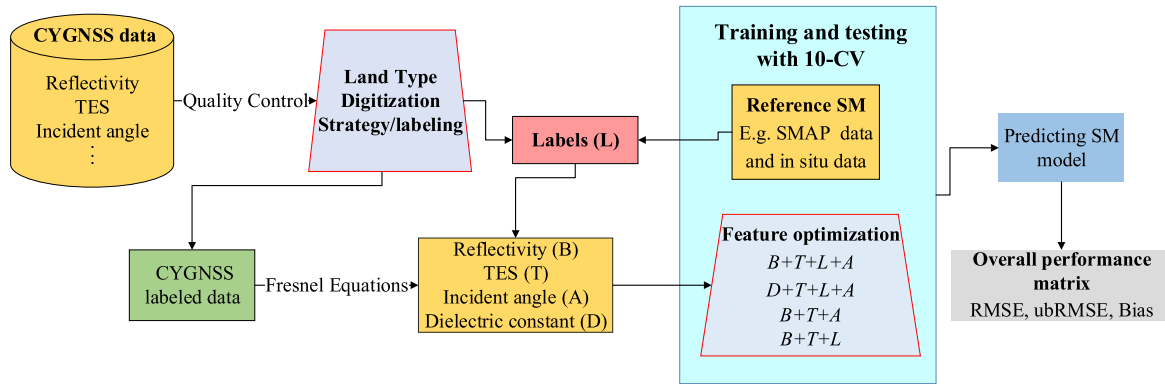 CYGNSS data
Reflectivity
TES
Incident angle
⋮
Quality Control
Land Type
Digitization
Strategy/labeling
Labels (L)
Training and testing
with 10-CV
Reference SM
E.g. SMAP data
and in situ data
Predicting SM
model
CYGNSS
labeled data
Fresnel Equations
Reflectivity (B)
TES (T)
Incident angle (A)
Dielectric constant (D)
Feature optimization
B+T+L+A
D+T+L+A
B+T+A
B+T+L
Overall performance
matrix
RMSE, ubRMSE, Bias